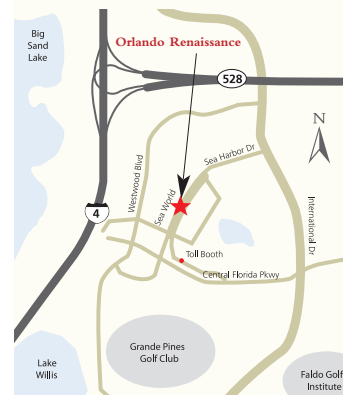 Big
Sand
Lake
Orlando Renaissance
528
N
Sea Harbor Dr
Westwood Blvd
Sea World
International Dr
4
Toll Booth
Central Florida Pkwy
Grande Pines
Golf Club
Lake
Willis
Faldo Golf
Institute